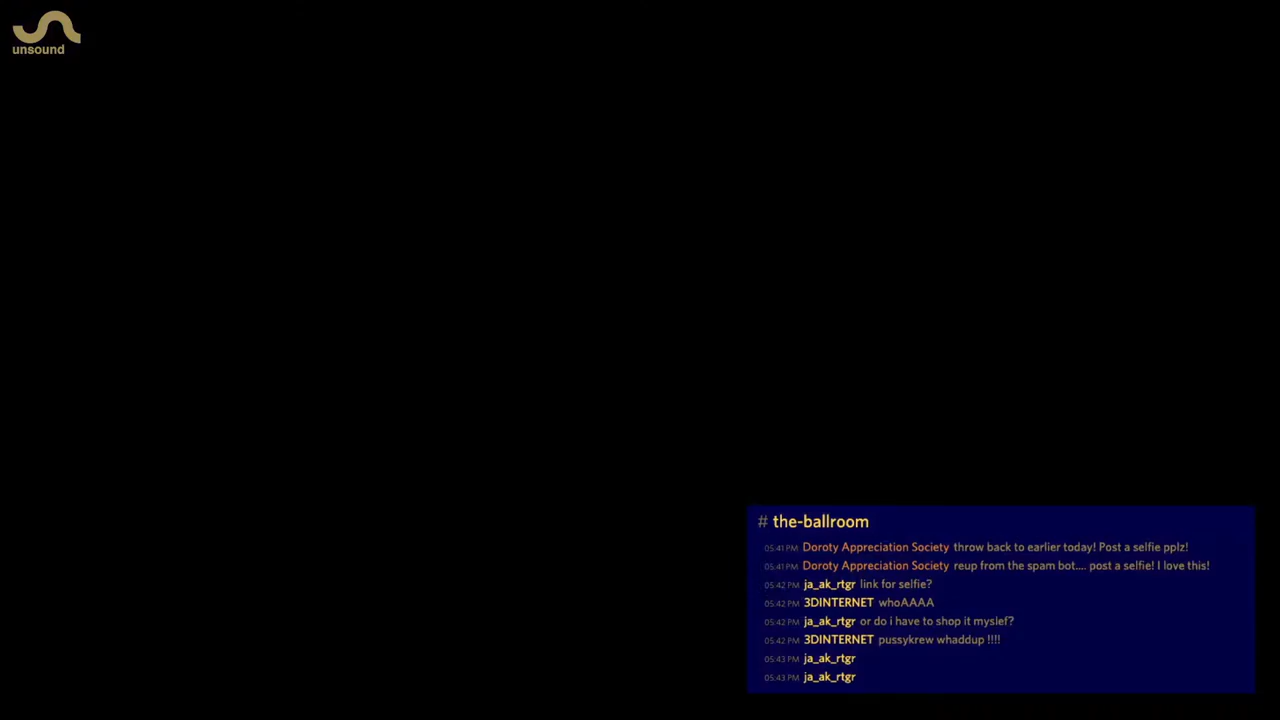 unsound
# the-ballroom
05:41 PM Doroty Appreciation Society throw back to earlier today! Post a selfie pplz!
05:41 PM Doroty Appreciation Society reup from the spam bot.... post a selfie! I love this!
05:42 PM ja_ak_rtgr link for selfie?
05:42 PM 3DINTERNET whoAAAA
05:42 PM ja_ak_rtgr or do i have to shop it myslef?
05:42 PM 3DINTERNET pussykrew whaddup !!!!
05:43 PM ja_ak_rtgr
05:43 PM ja_ak_rtgr